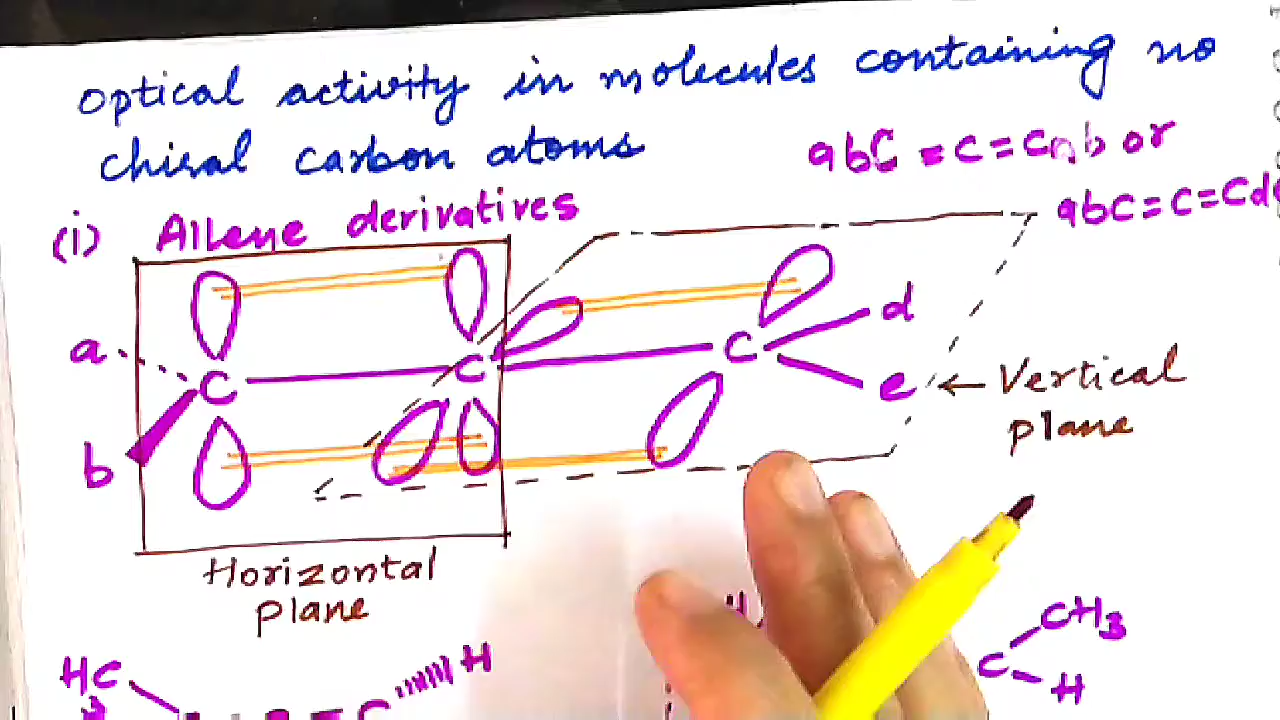 Optical activity in molecules containing no
chiral carbon atoms
abC = C = Cab or
(i) Allene derivatives
abC = C = Cd
a
C
C
C
d
e
b
← Vertical
plane
Horizontal
plane
H
CH3
C
H
H3C
H
C